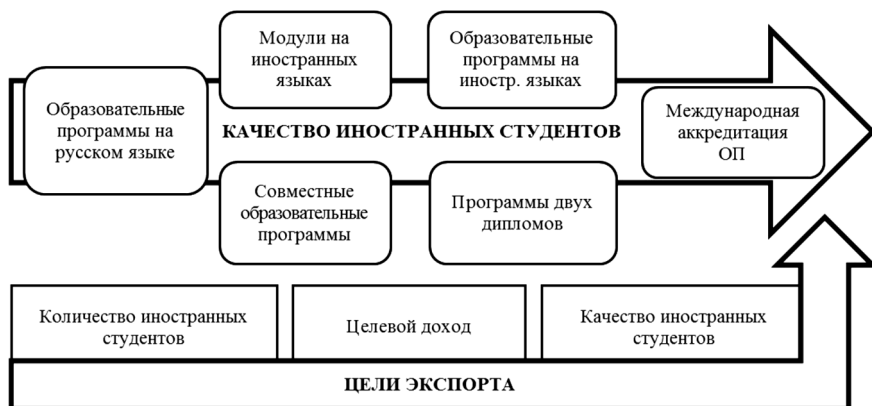 Модули на
иностранных
языках
Образовательные
программы на
иностр. языках
Образовательные
программы на
русском языке
КАЧЕСТВО ИНОСТРАННЫХ СТУДЕНТОВ
Международная
аккредитация
ОП
Совместные
образовательные
программы
Программы двух
дипломов
Количество иностранных
студентов
Целевой доход
Качество иностранных
студентов
ЦЕЛИ ЭКСПОРТА